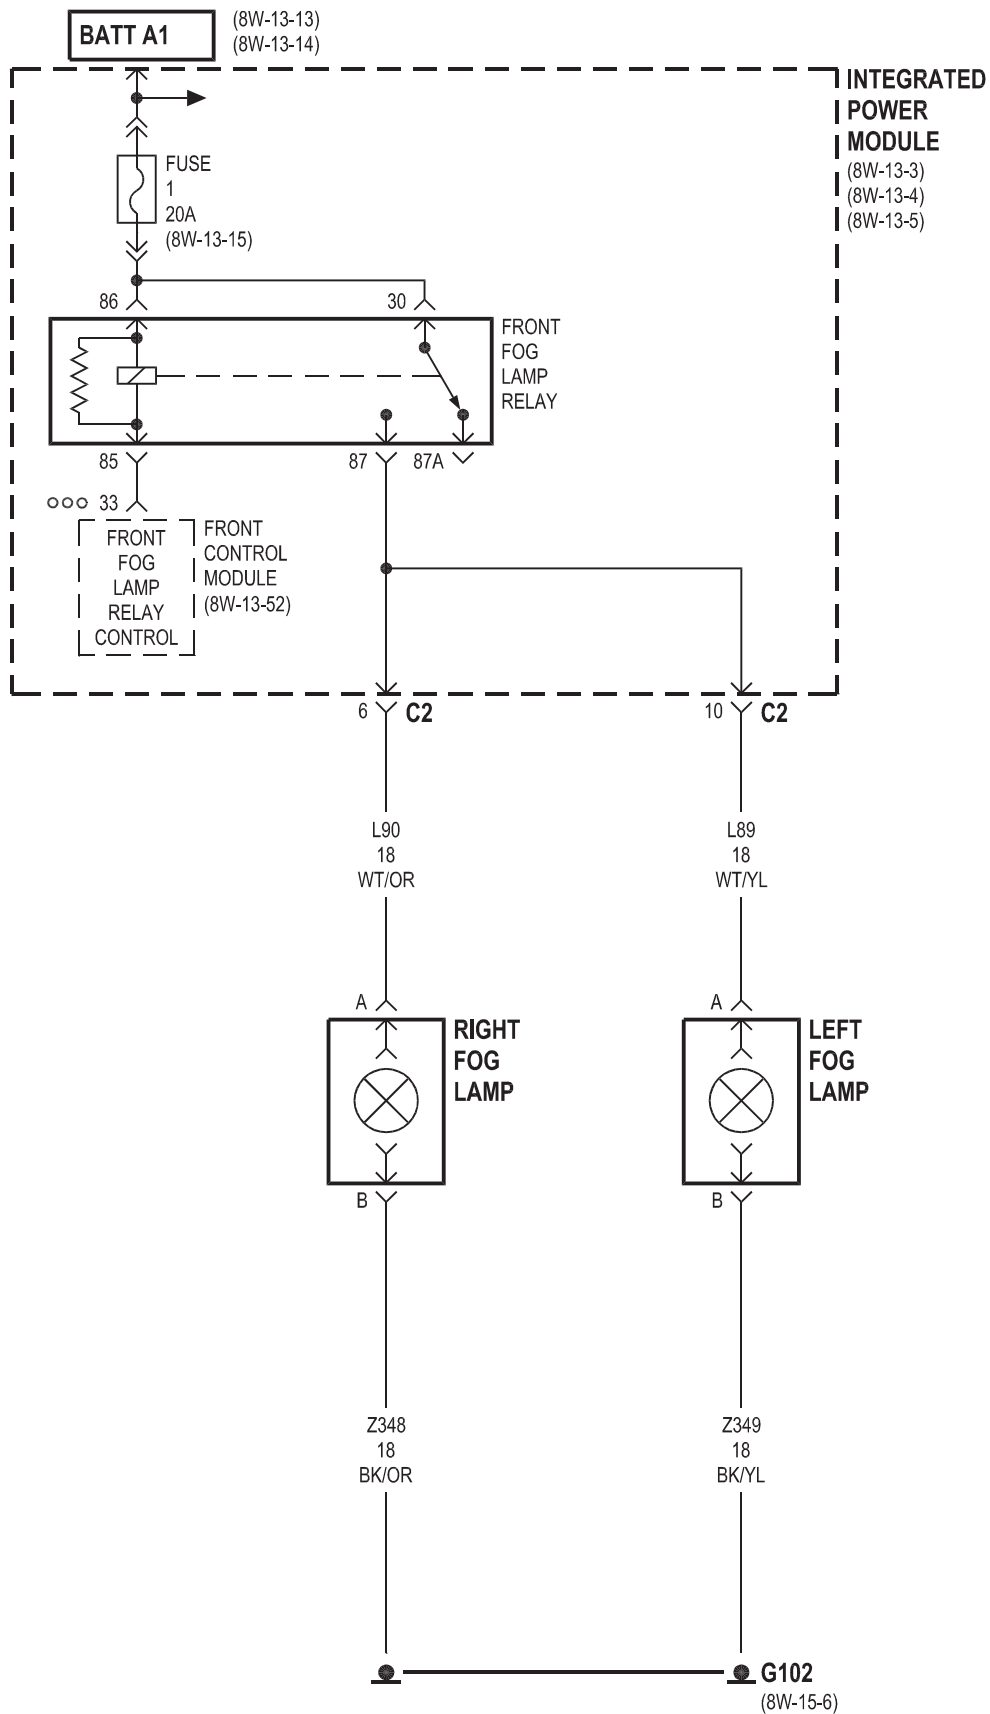 BATT A1
(8W-13-13)
(8W-13-14)
INTEGRATED
POWER
MODULE
(8W-13-3)
(8W-13-4)
(8W-13-5)
FUSE
1
20A
(8W-13-15)
86
30
FRONT
FOG
LAMP
RELAY
85
87
87A
33
FRONT
FOG
LAMP
RELAY
CONTROL
FRONT
CONTROL
MODULE
(8W-13-52)
6
C2
10
C2
L90
18
WT/OR
L89
18
WT/YL
A
RIGHT
FOG
LAMP
B
A
LEFT
FOG
LAMP
B
Z348
18
BK/OR
Z349
18
BK/YL
G102
(8W-15-6)